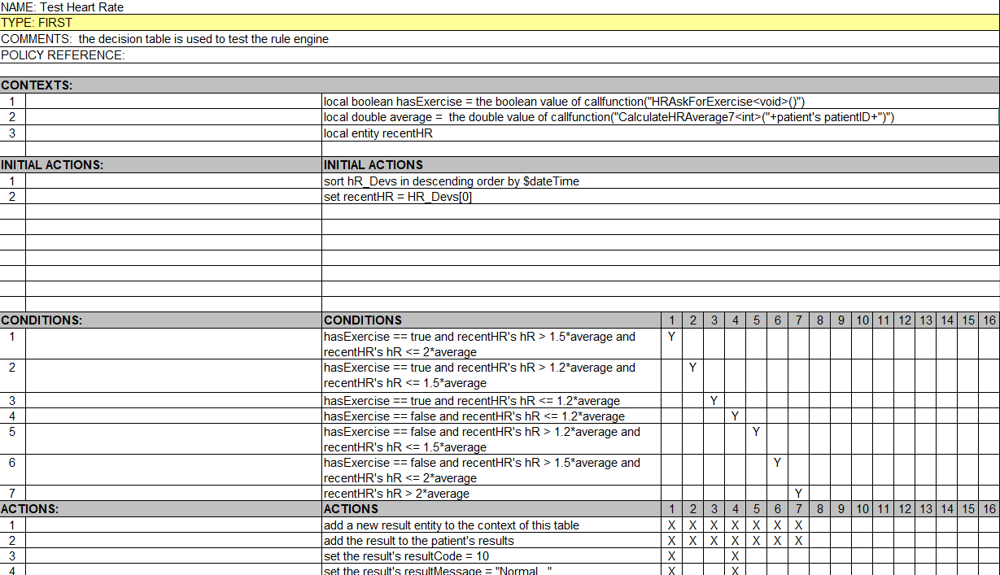 NAME: Test Heart Rate
TYPE: FIRST
COMMENTS: the decision table is used to test the rule engine
POLICY REFERENCE:
CONTEXTS:
1 local boolean hasExercise = the boolean value of callfunction("HRAskForExercise<void>()")
2 local double average = the double value of callfunction("CalculateHRAverage7<int>("+patient's patientID+")")
3 local entity recentHR
INITIAL ACTIONS: INITIAL ACTIONS
1 sort hR_Devs in descending order by $dateTime
2 set recentHR = HR_Devs[0]
CONDITIONS: CONDITIONS 1 2 3 4 5 6 7 8 9 10 11 12 13 14 15 16
1 hasExercise == true and recentHR's hR > 1.5*average and Y
recentHR's hR <= 2*average
2 hasExercise == true and recentHR's hR > 1.2*average and Y
recentHR's hR <= 1.5*average
3 hasExercise == true and recentHR's hR <= 1.2*average Y
4 hasExercise == false and recentHR's hR <= 1.2*average Y
5 hasExercise == false and recentHR's hR > 1.2*average and Y
recentHR's hR <= 1.5*average
6 hasExercise == false and recentHR's hR > 1.5*average and Y
recentHR's hR <= 2*average
7 recentHR's hR > 2*average Y
ACTIONS: ACTIONS 1 2 3 4 5 6 7 8 9 10 11 12 13 14 15 16
1 add a new result entity to the context of this table X X X X X X X
2 add the result to the patient's results X X X X X X X
3 set the result's resultCode = 10 X X
4 set the result's resultMessage = "Normal. " X X